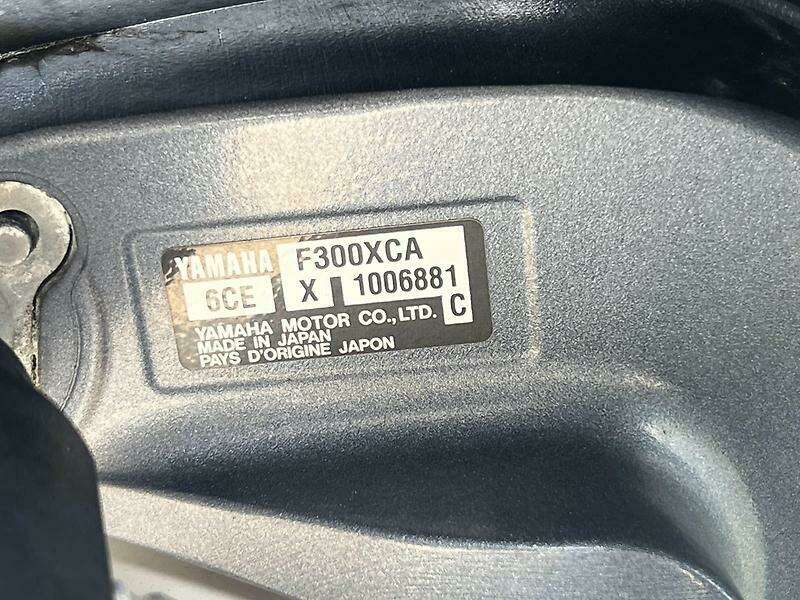 YAMAHA F300XCA
6CE X 1006881
C
YAMAHA MOTOR CO.,LTD.
MADE IN JAPAN
PAYS D'ORIGINE JAPON